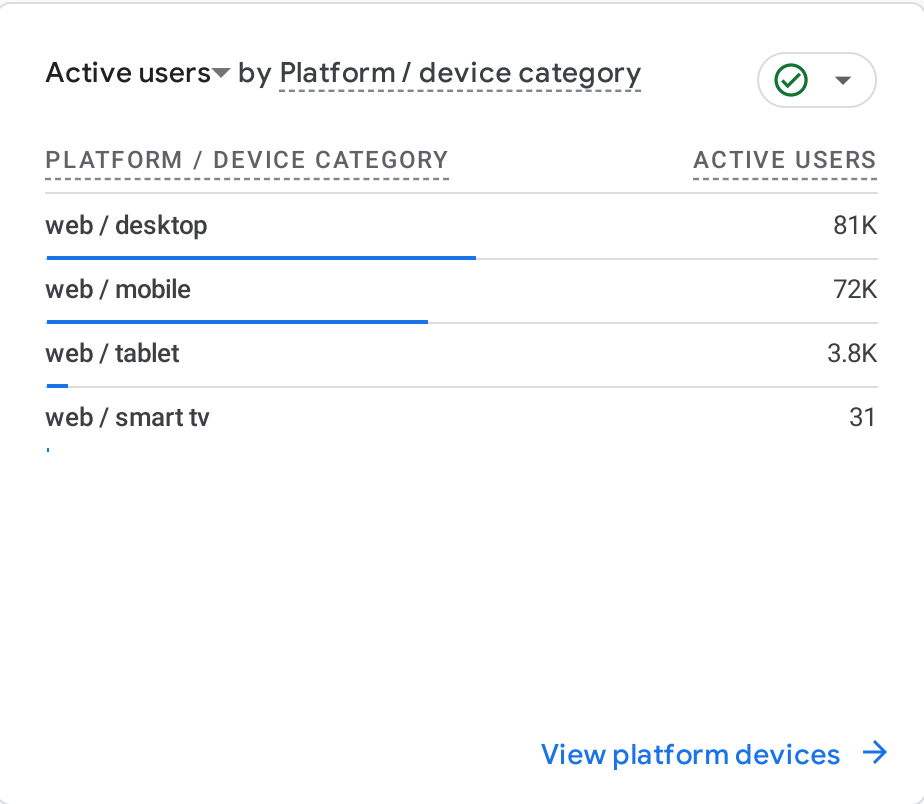 Active users by Platform / device category
PLATFORM / DEVICE CATEGORY ACTIVE USERS
web / desktop 81K
web / mobile 72K
web / tablet 3.8K
web / smart tv 31
View platform devices